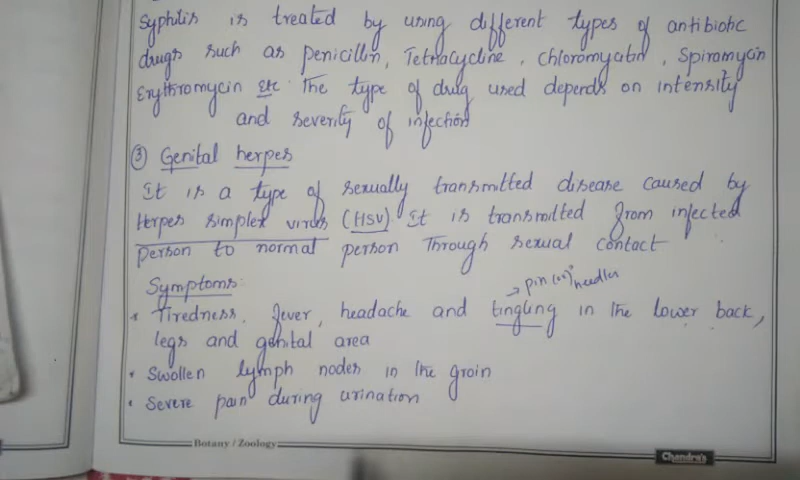 Syphilis is treated by using different types of antibiotic
drugs such as penicillin, Tetracycline, Chloromycetin, Spiromycin
Erythromycin Etc. The type of drug used depends on intensity
and severity of infection
③ Genital herpes
It is a type of sexually transmitted disease caused by
Herpes simplex virus (HSV). It is transmitted from infected
person to normal person through sexual contact
Symptoms:
→ pin (or) needles
* Tiredness, fever, headache and tingling in the lower back,
legs and genital area
* Swollen lymph nodes in the groin
* Severe pain during urination
Botany / Zoology
Chandra's